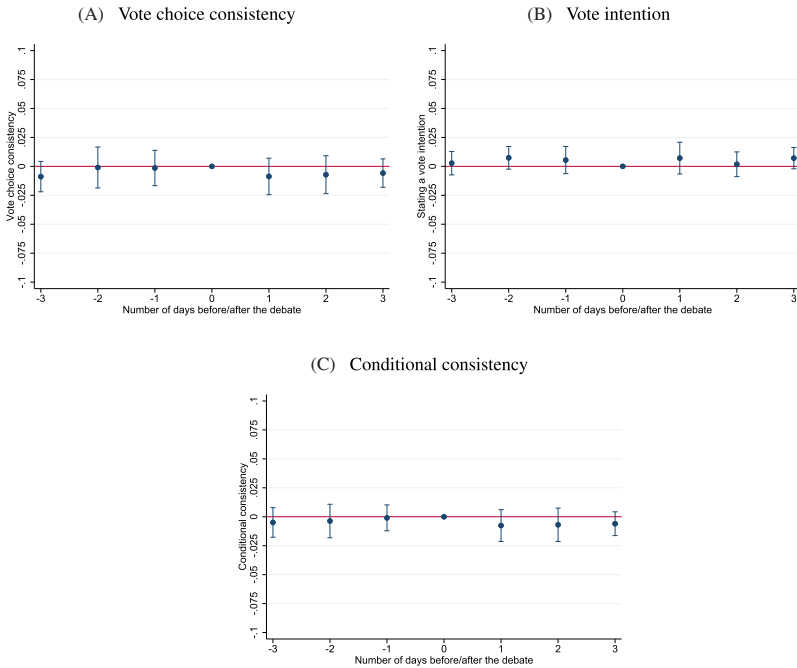 (A) Vote choice consistency
Vote choice consistency
.1
.075
.05
.025
0
-.025
-.05
-.075
-.1
-3 -2 -1 0 1 2 3
Number of days before/after the debate
(B) Vote intention
Stating a vote intention
.1
.075
.05
.025
0
-.025
-.05
-.075
-.1
-3 -2 -1 0 1 2 3
Number of days before/after the debate
(C) Conditional consistency
Conditional consistency
.1
.075
.05
.025
0
-.025
-.05
-.075
-.1
-3 -2 -1 0 1 2 3
Number of days before/after the debate